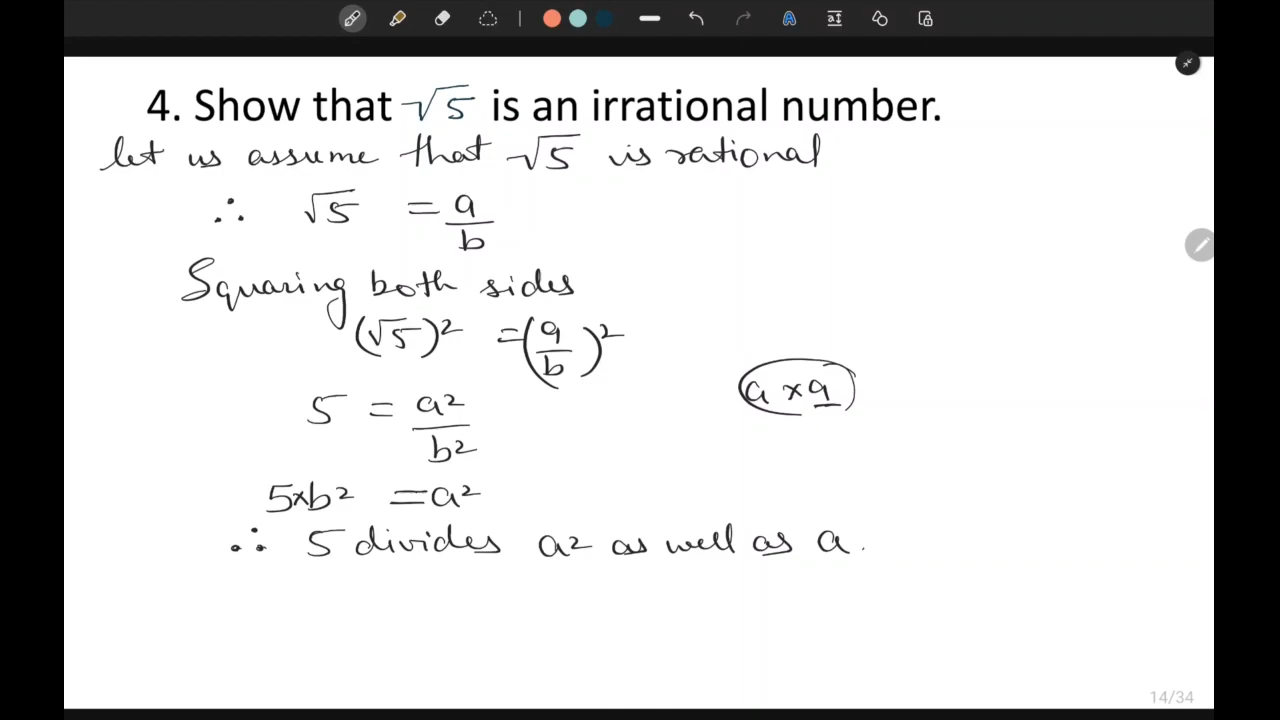 4. Show that √5 is an irrational number.
let us assume that √5 is rational
∴ √5 = a/b
Squaring both sides
(√5)² = (a/b)²
a × a
5 = a²/b²
5×b² = a²
∴ 5 divides a² as well as a.
14/34